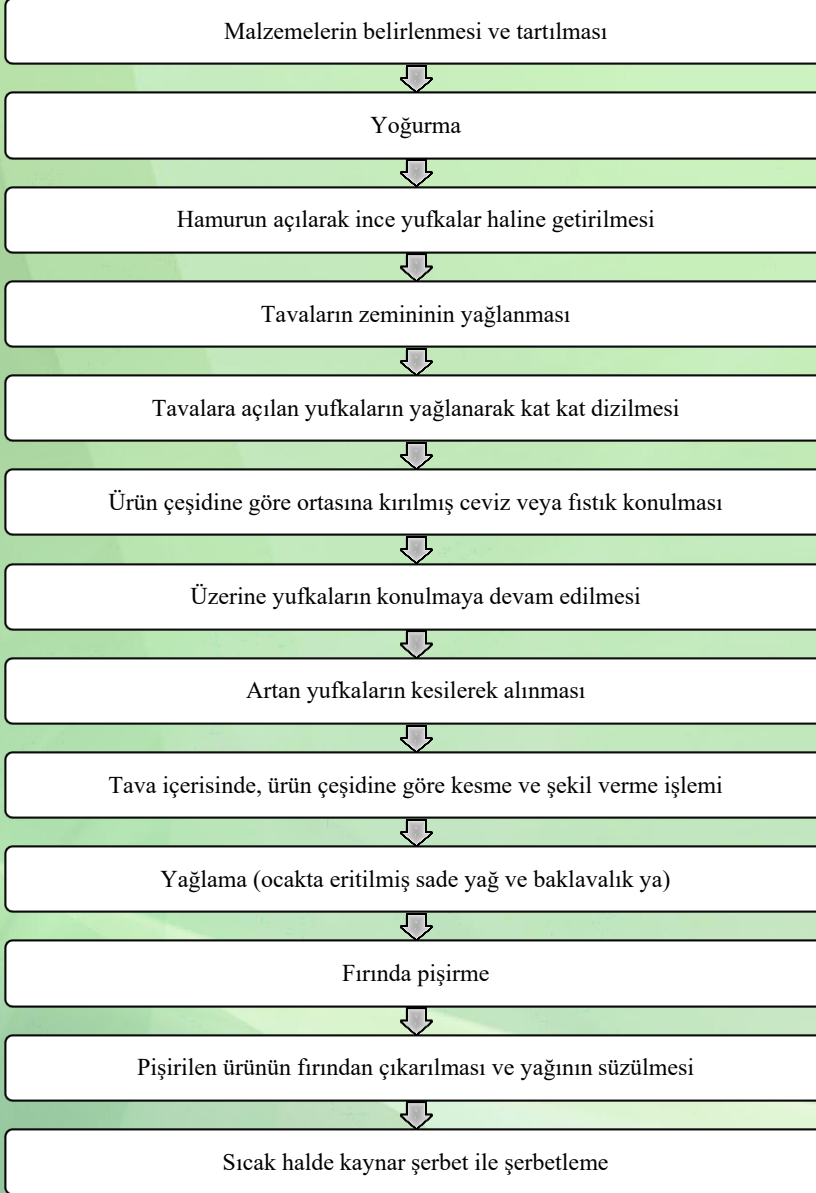 Malzemelerin belirlenmesi ve tartılması
Yoğurma
Hamurun açılarak ince yufkalar haline getirilmesi
Tavaların zemininin yağlanması
Tavalara açılan yufkaların yağlanarak kat kat dizilmesi
Ürün çeşidine göre ortasına kırılmış ceviz veya fıstık konulması
Üzerine yufkaların konulmaya devam edilmesi
Artan yufkaların kesilerek alınması
Tava içerisinde, ürün çeşidine göre kesme ve şekil verme işlemi
Yağlama (ocakta eritilmiş sade yağ ve baklavalık ya)
Fırında pişirme
Pişirilen ürünün fırından çıkarılması ve yağının süzülmesi
Sıcak halde kaynar şerbet ile şerbetleme